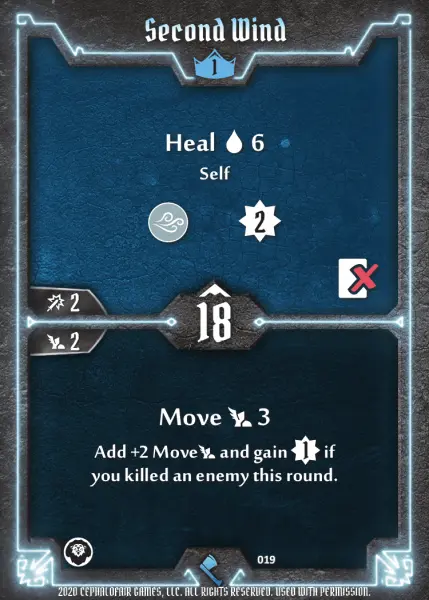 Second Wind
1
Heal 6
Self
2
2
18
2
Move 3
Add +2 Move and gain 1 if
you killed an enemy this round.
019
2020 CEPHALOFAIR GAMES, LLC. ALL RIGHTS RESERVED. USED WITH PERMISSION.